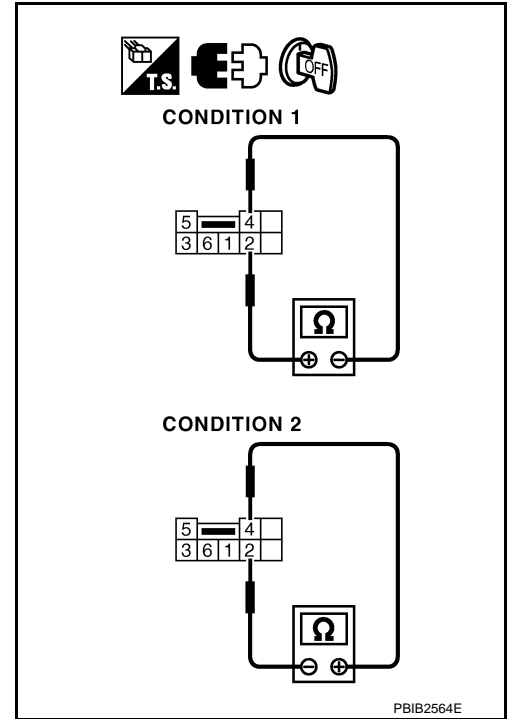 T.S.
OFF
CONDITION 1
5 4
3 6 1 2
Ω
+ −
CONDITION 2
5 4
3 6 1 2
Ω
− +
PBIB2564E